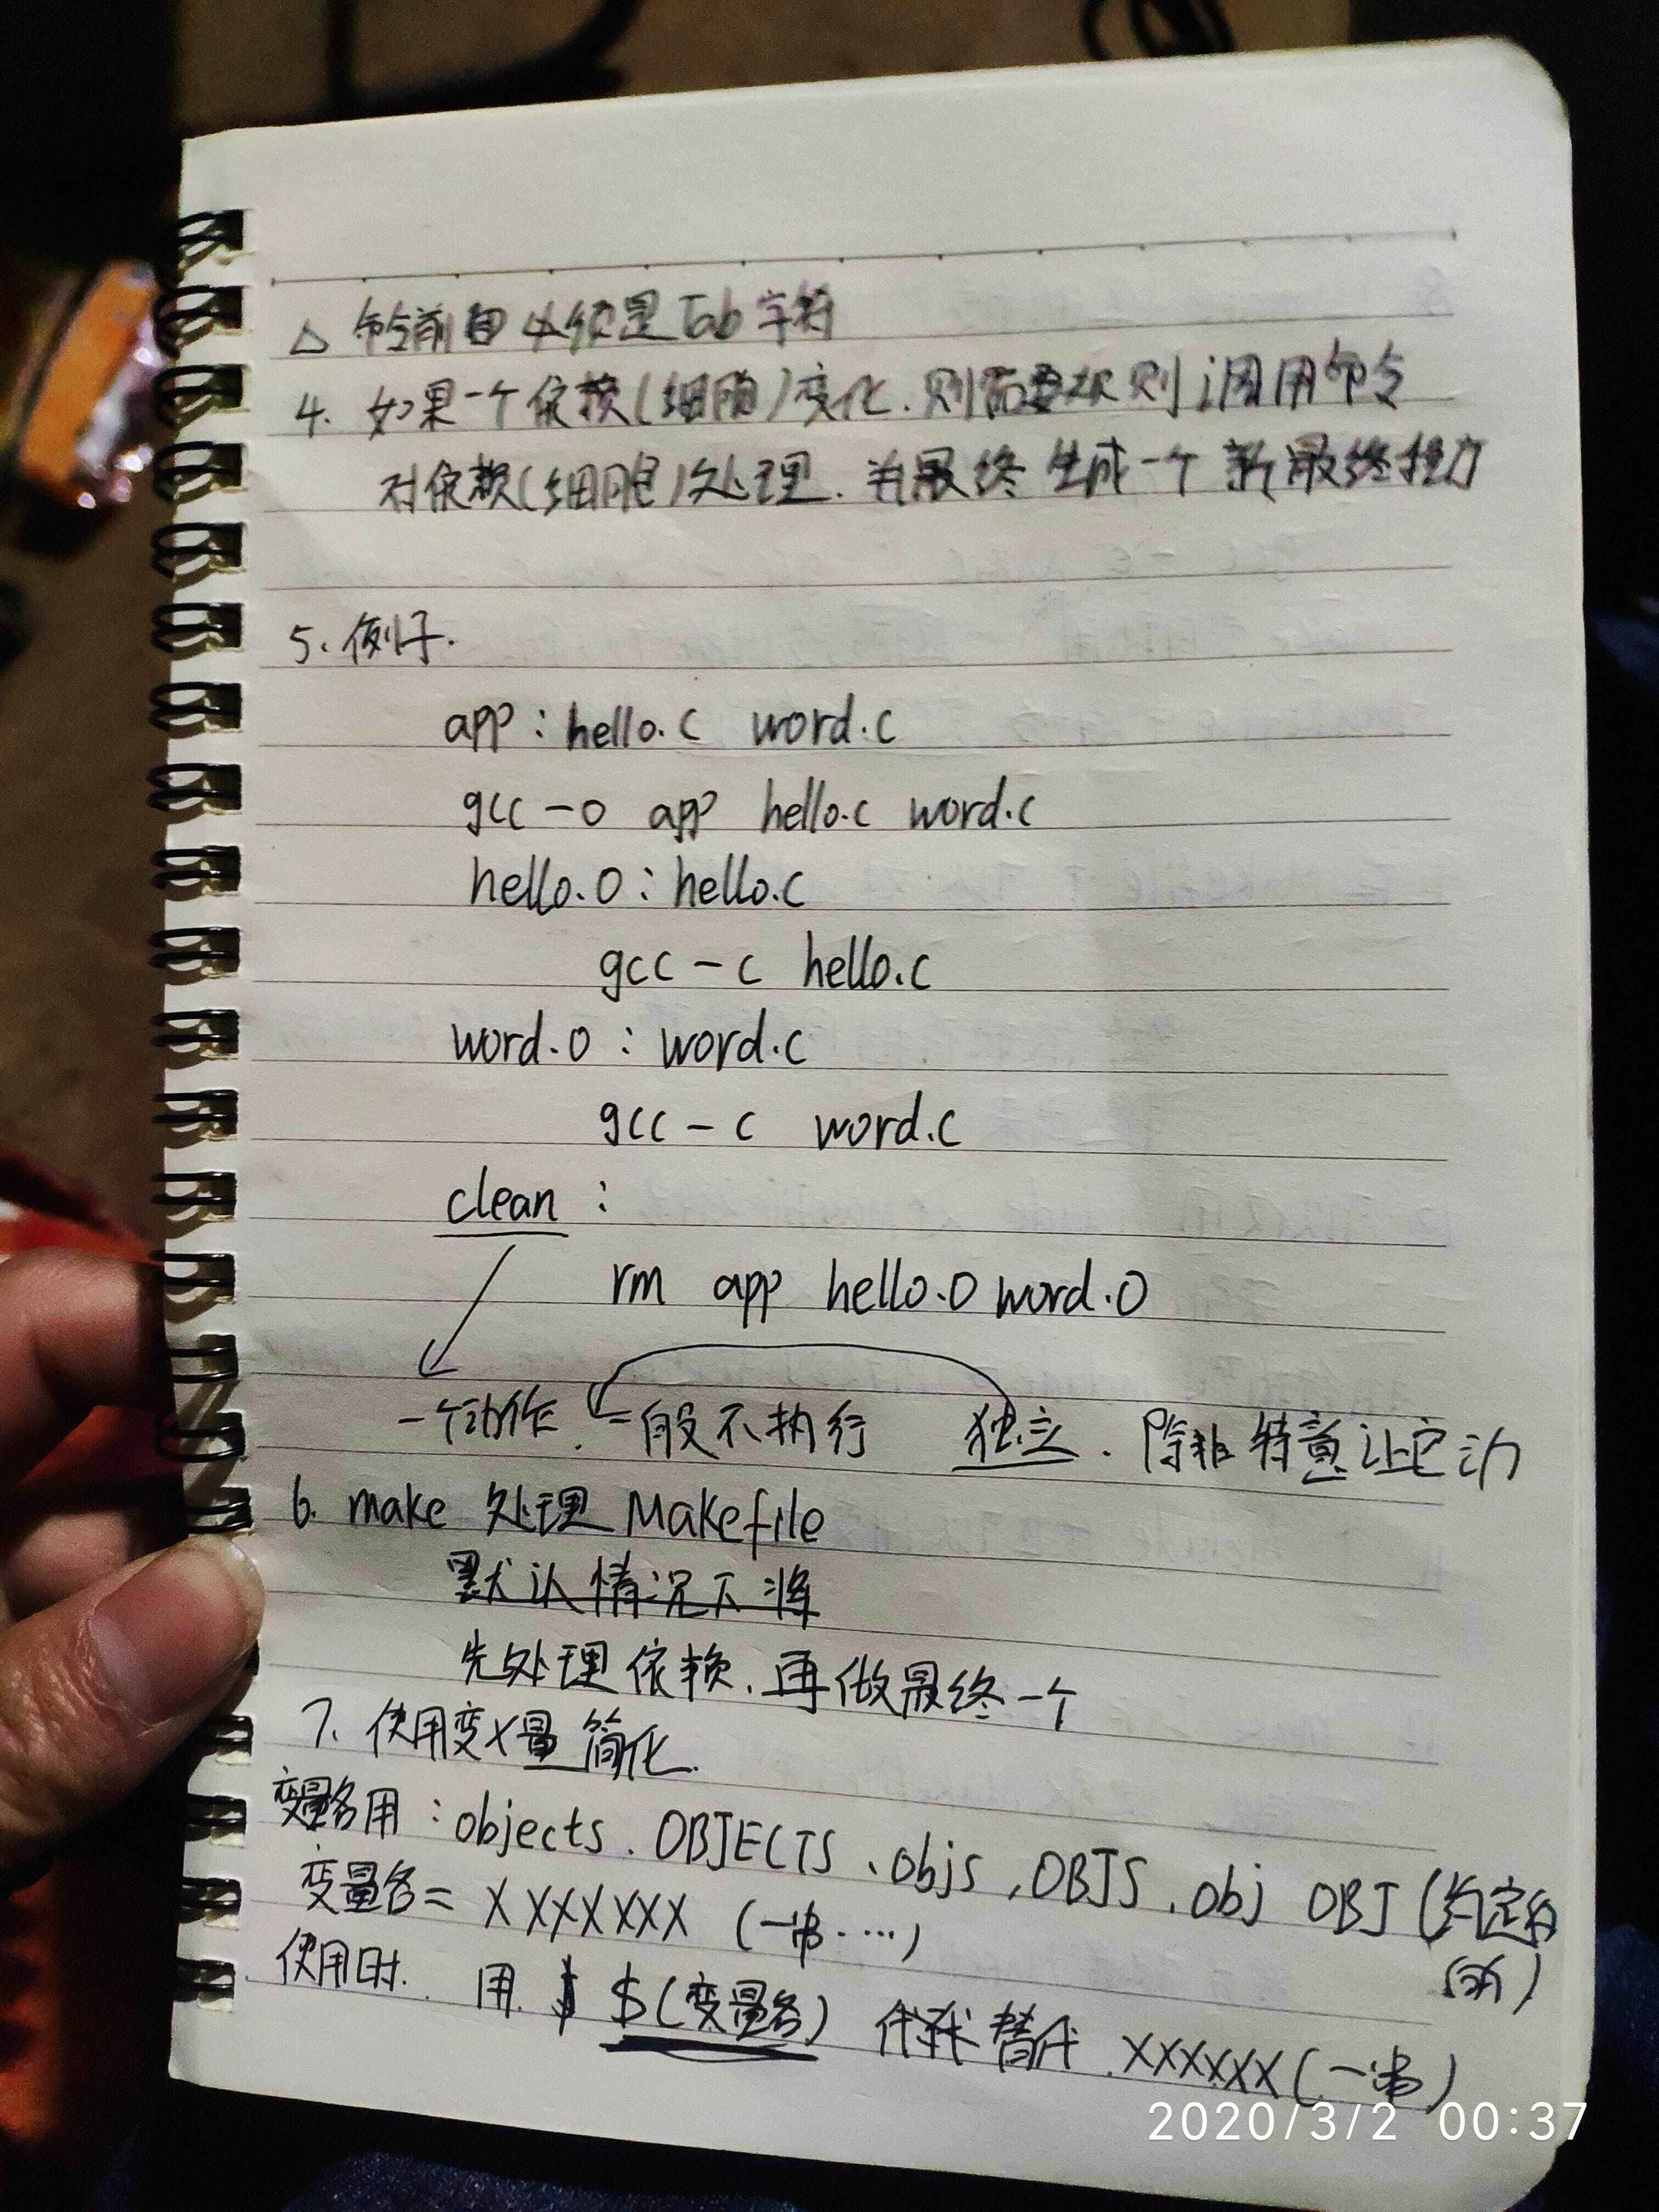 △ 命令前面必须是Tab字符
4. 如果一个依赖(细胞)变化.则需要规则调用命令
对依赖(细胞)处理.并最终生成一个新最终
5. 例子.
app : hello.c word.c
gcc -o app hello.c word.c
hello.o : hello.c
gcc -c hello.c
word.o : word.c
gcc -c word.c
clean :
rm app hello.o word.o
一个动作. 一般不执行 独立. 除非特意让它动
6. make 处理 Makefile
默认情况下将
先处理依赖.再做最终一个
7. 使用变量简化.
变量名用 : objects. OBJECTS、objs, OBJS、obj OBJ (约定的
变量名= XXXXXXX (一串....)
使用时. 用 $ $(变量名) 代 替代 XXXXXX(一串)
2020/3/2 00:37